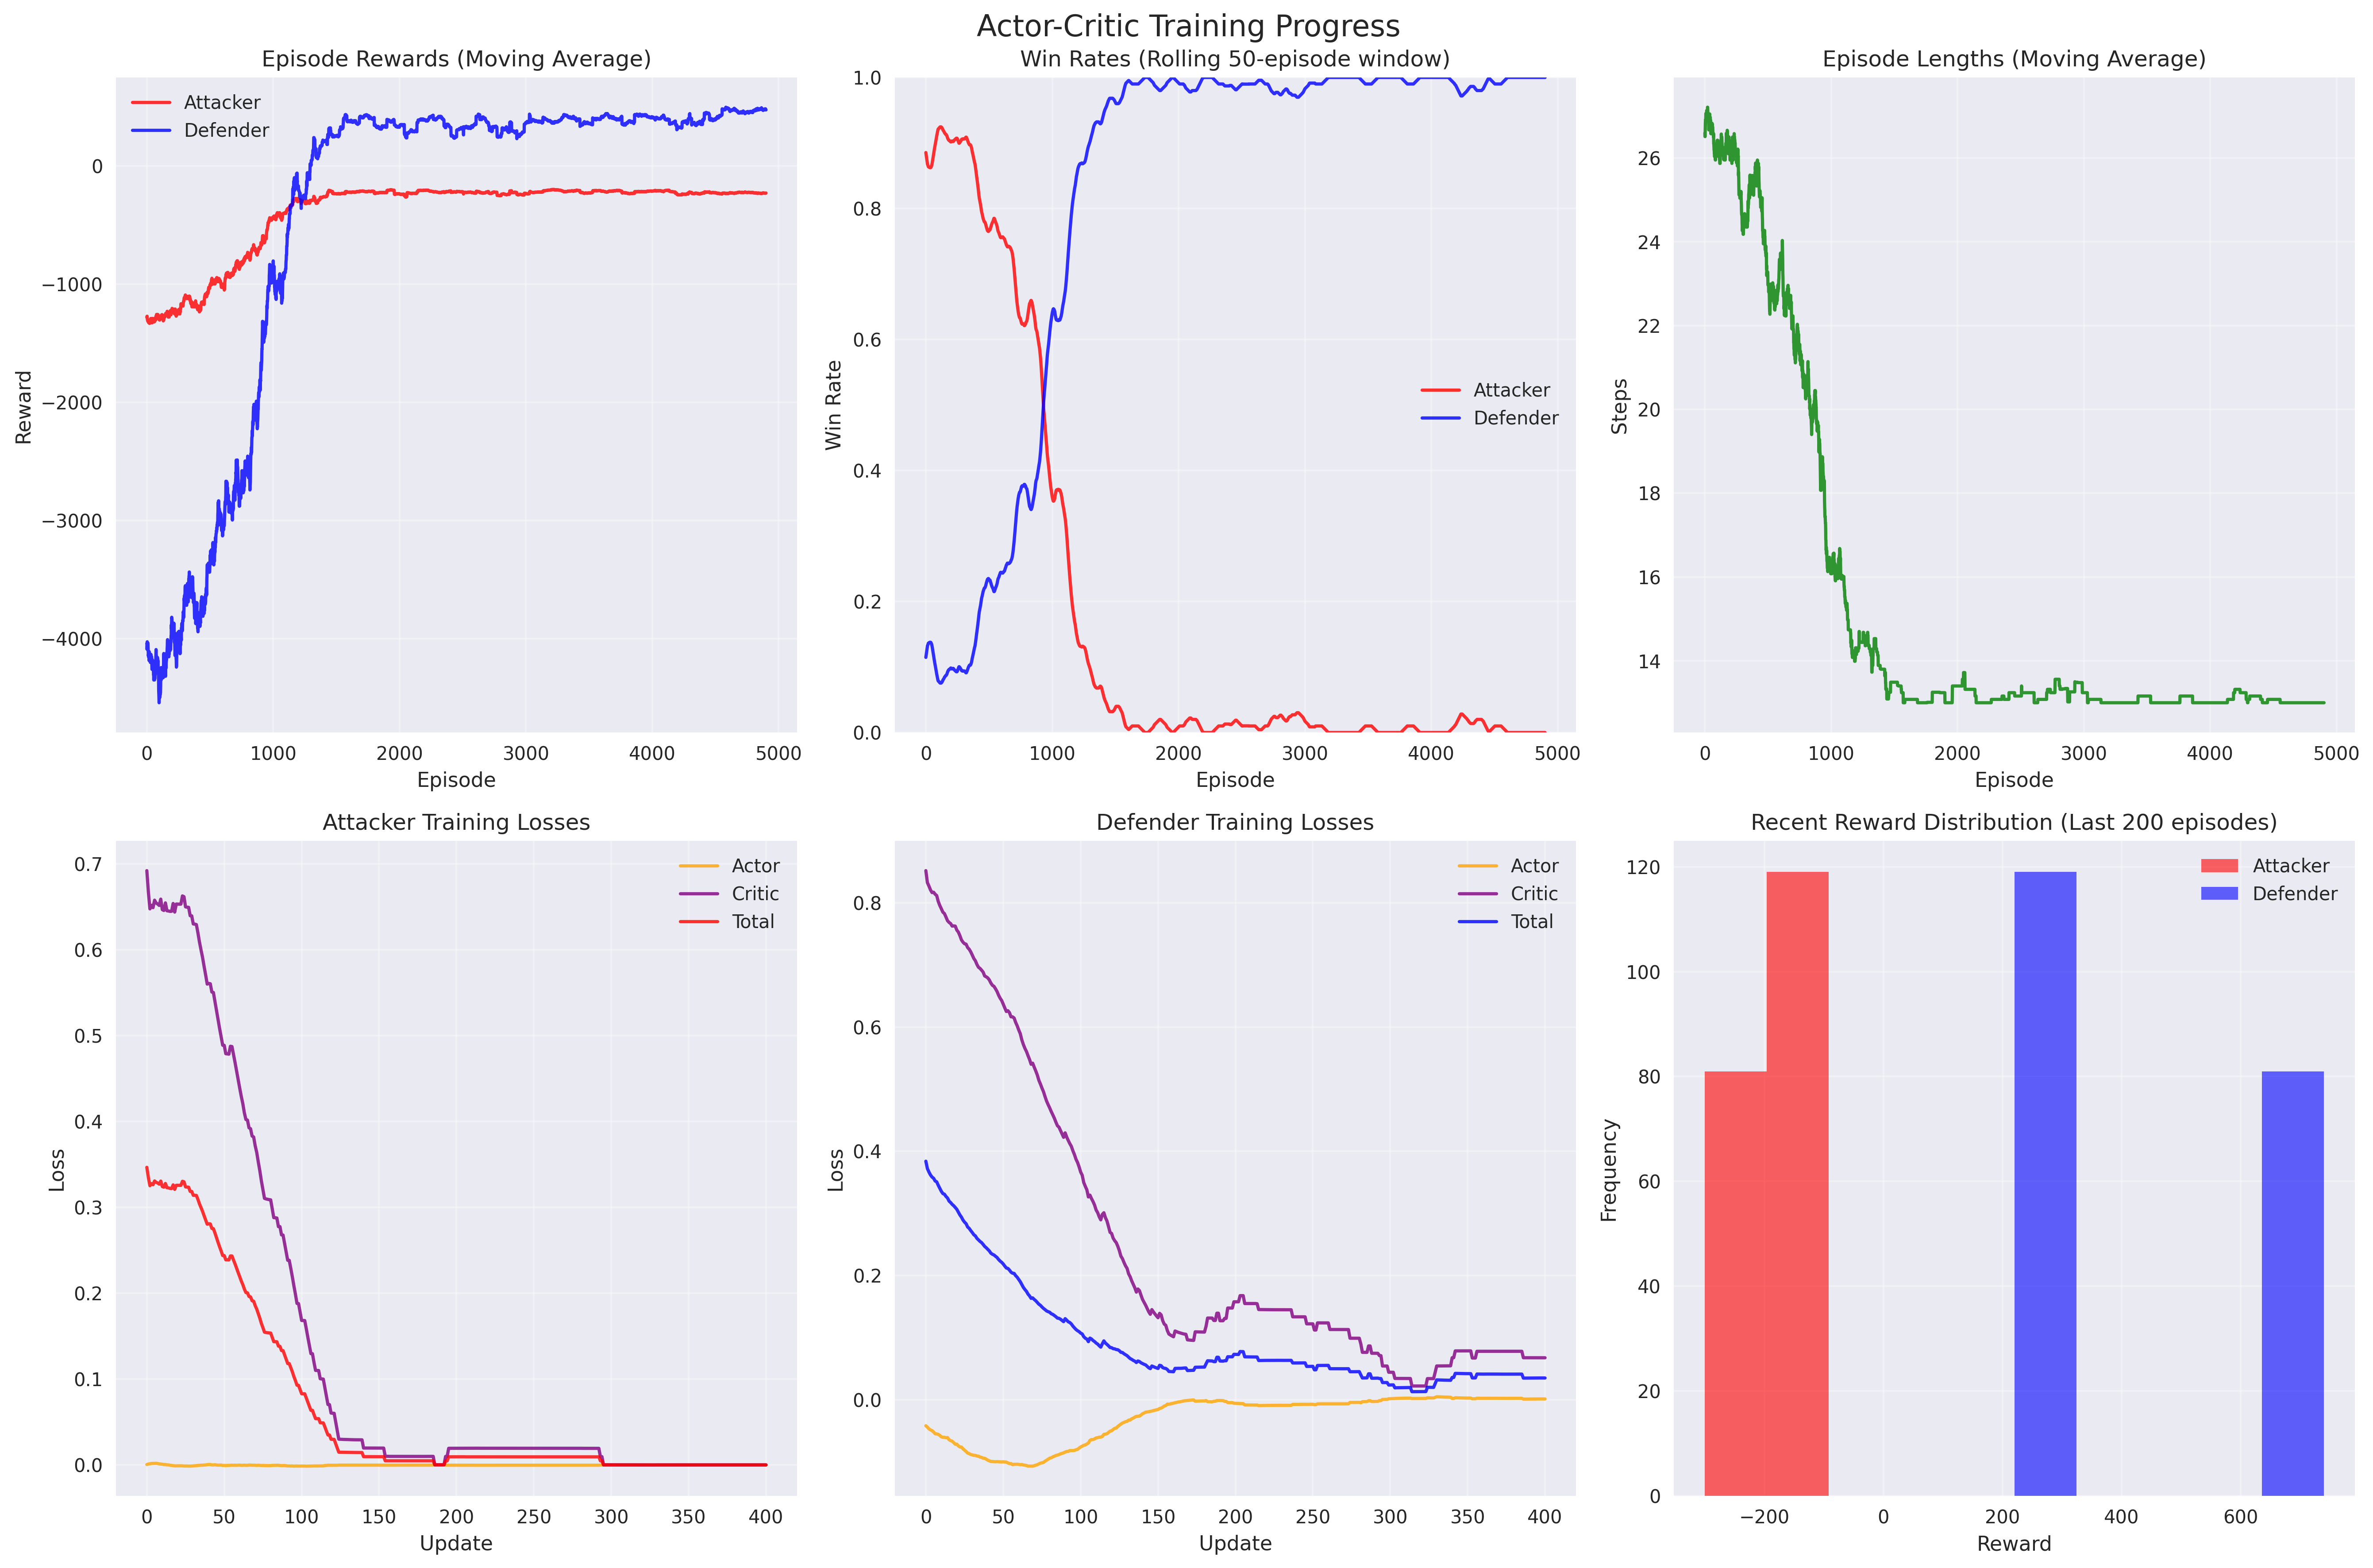 Actor-Critic Training Progress
Episode Rewards (Moving Average)
Attacker
Defender
Reward
0
−1000
−2000
−3000
−4000
0 1000 2000 3000 4000 5000
Episode
Win Rates (Rolling 50-episode window)
Attacker
Defender
Win Rate
1.0
0.8
0.6
0.4
0.2
0.0
0 1000 2000 3000 4000 5000
Episode
Episode Lengths (Moving Average)
Steps
26
24
22
20
18
16
14
0 1000 2000 3000 4000 5000
Episode
Attacker Training Losses
Actor
Critic
Total
Loss
0.7
0.6
0.5
0.4
0.3
0.2
0.1
0.0
0 50 100 150 200 250 300 350 400
Update
Defender Training Losses
Actor
Critic
Total
Loss
0.8
0.6
0.4
0.2
0.0
0 50 100 150 200 250 300 350 400
Update
Recent Reward Distribution (Last 200 episodes)
Attacker
Defender
Frequency
120
100
80
60
40
20
0
−200 0 200 400 600
Reward